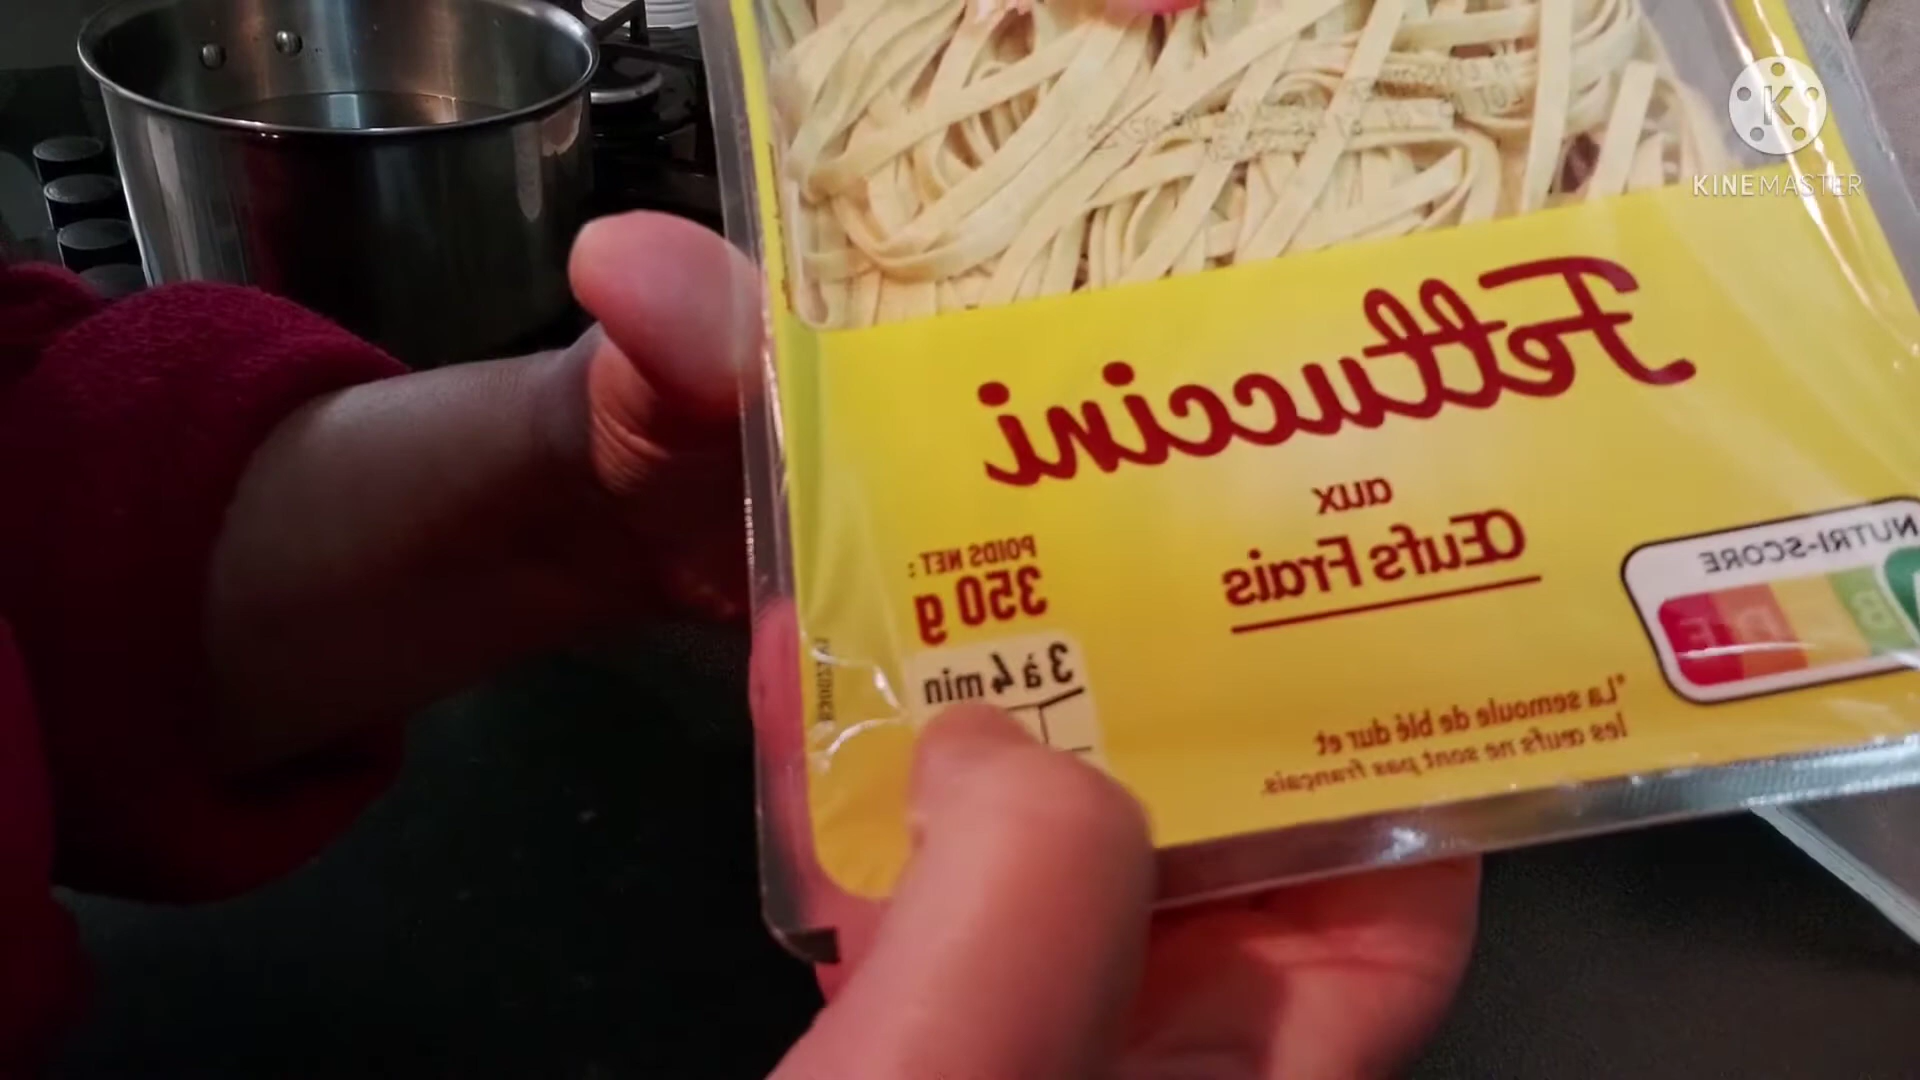 KINEMASTER
Fettuccini
aux
Œufs Frais
POIDS NET :
350 g
3 à 4 min
NUTRI-SCORE
B
D E
"La semoule de blé dur et
les œufs ne sont pas français.